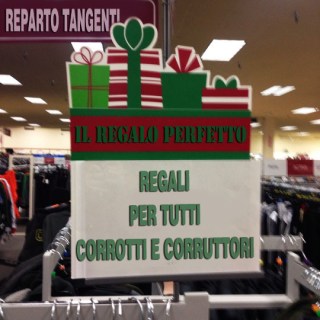 REPARTO TANGENTI
IL REGALO PERFETTO
REGALI
PER TUTTI
CORROTTI E CORRUTTORI